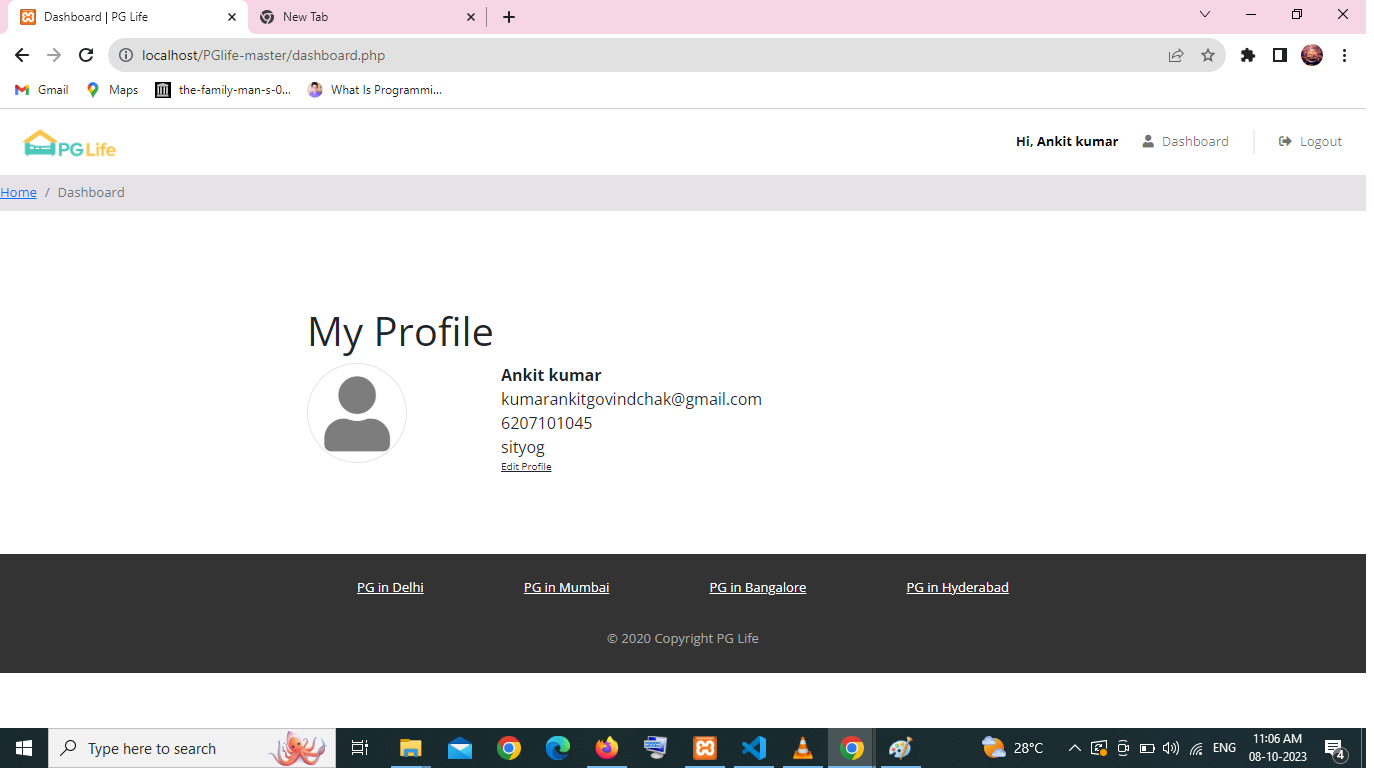 Dashboard | PG Life
New Tab
localhost/PGlife-master/dashboard.php
Gmail
Maps
the-family-man-s-0...
What Is Programmi...
PG Life
Hi, Ankit kumar
Dashboard
Logout
Home / Dashboard
My Profile
Ankit kumar
kumarankitgovindchak@gmail.com
6207101045
sityog
Edit Profile
PG in Delhi
PG in Mumbai
PG in Bangalore
PG in Hyderabad
© 2020 Copyright PG Life
Type here to search
28°C
ENG
11:06 AM
08-10-2023
4